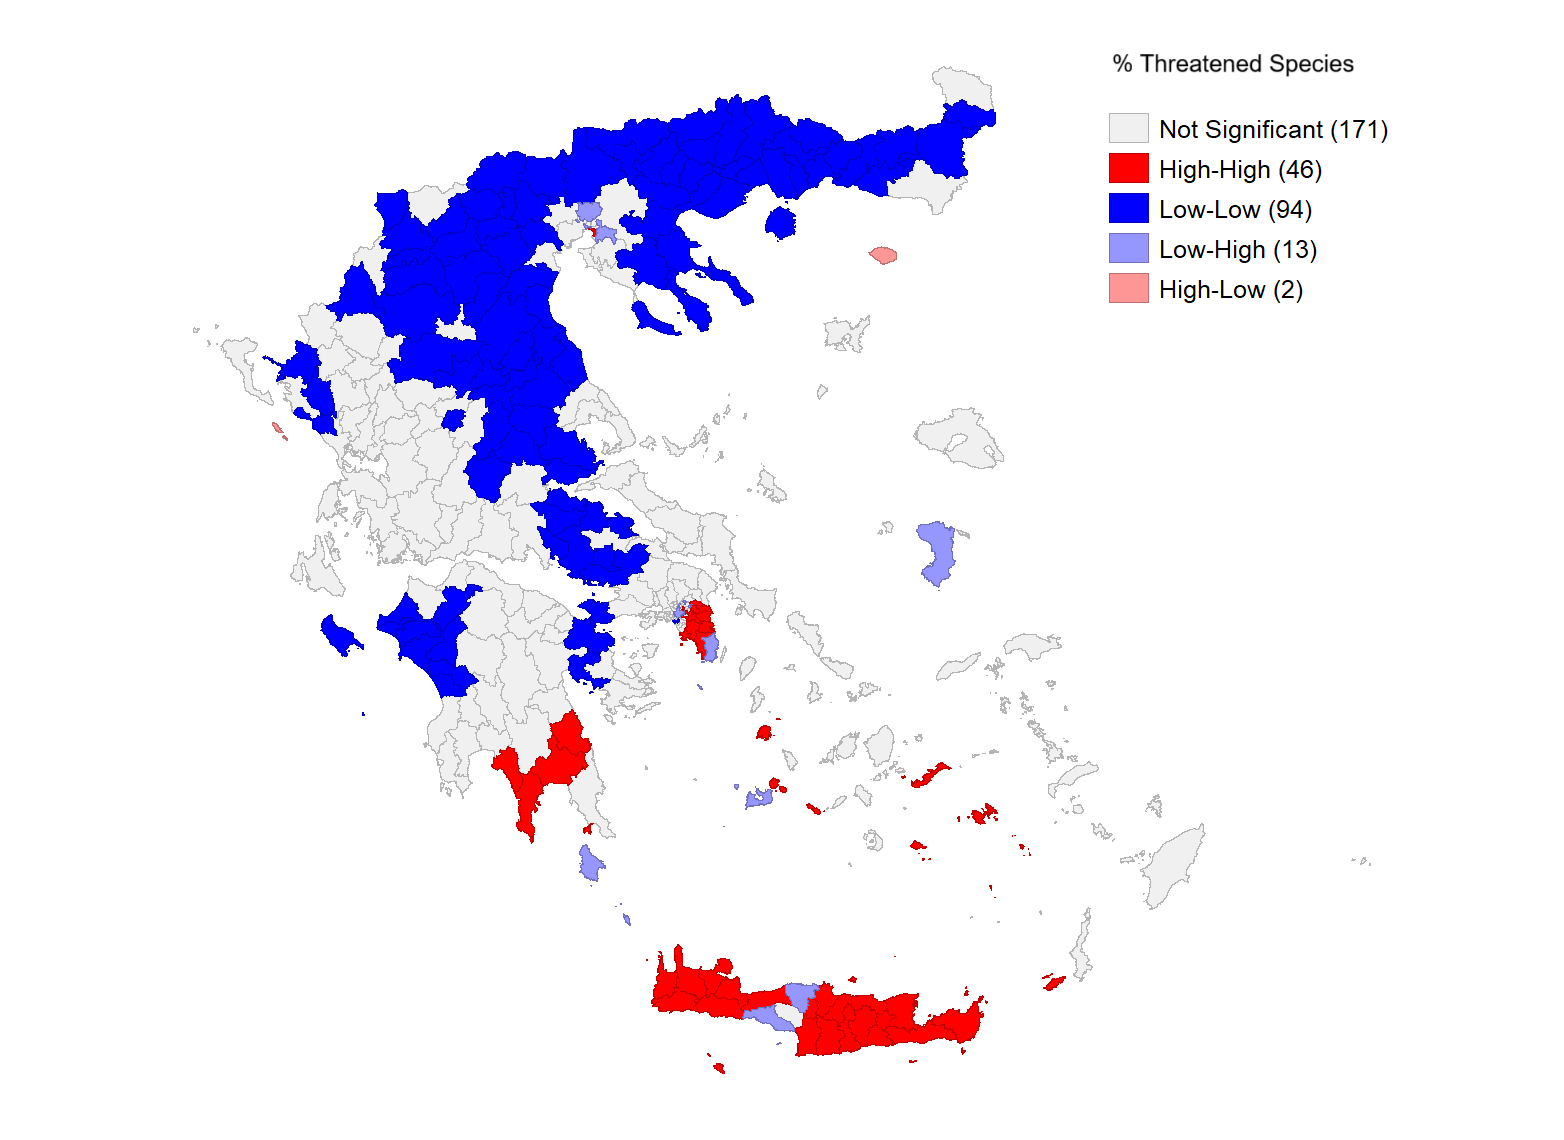 % Threatened Species
Not Significant (171)
High-High (46)
Low-Low (94)
Low-High (13)
High-Low (2)